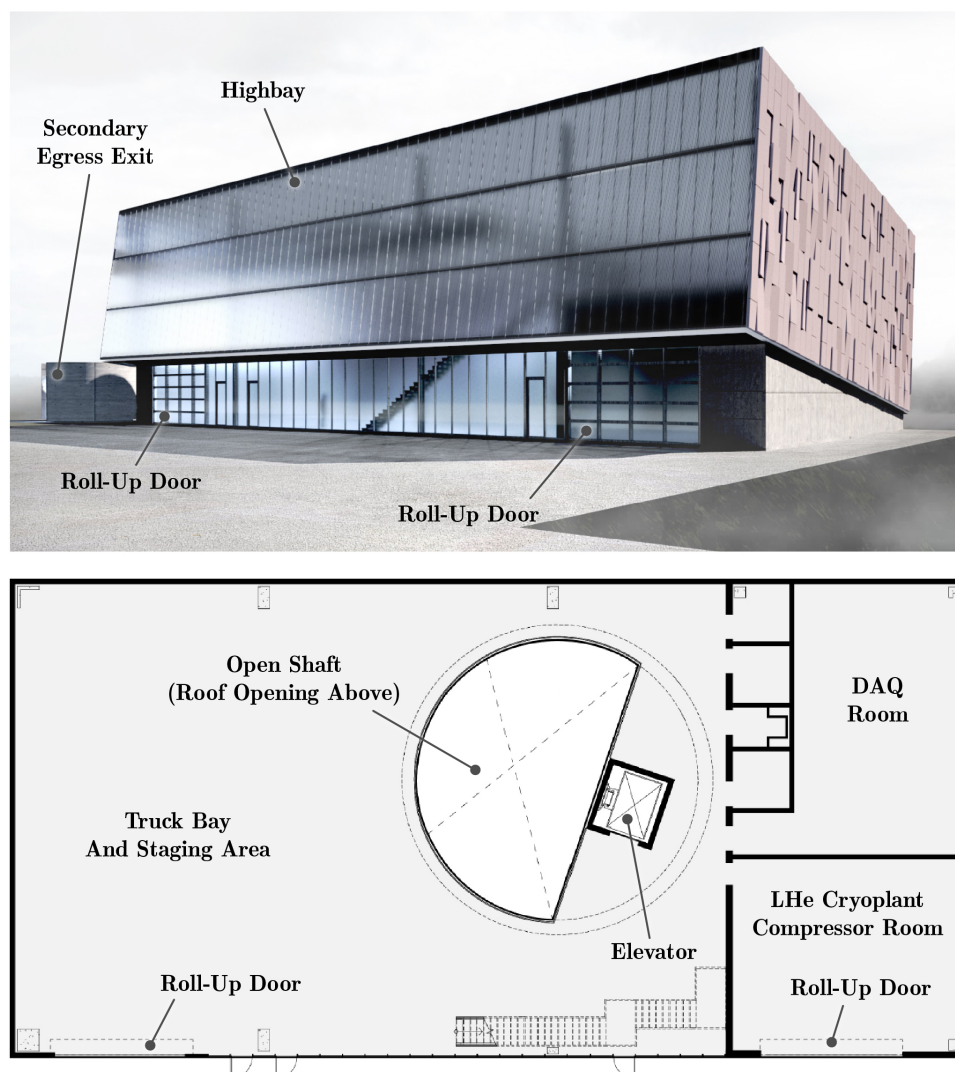 Highbay
Secondary
Egress Exit
Roll-Up Door
Roll-Up Door
Open Shaft
(Roof Opening Above)
DAQ
Room
Truck Bay
And Staging Area
LHe Cryoplant
Compressor Room
Elevator
Roll-Up Door
Roll-Up Door